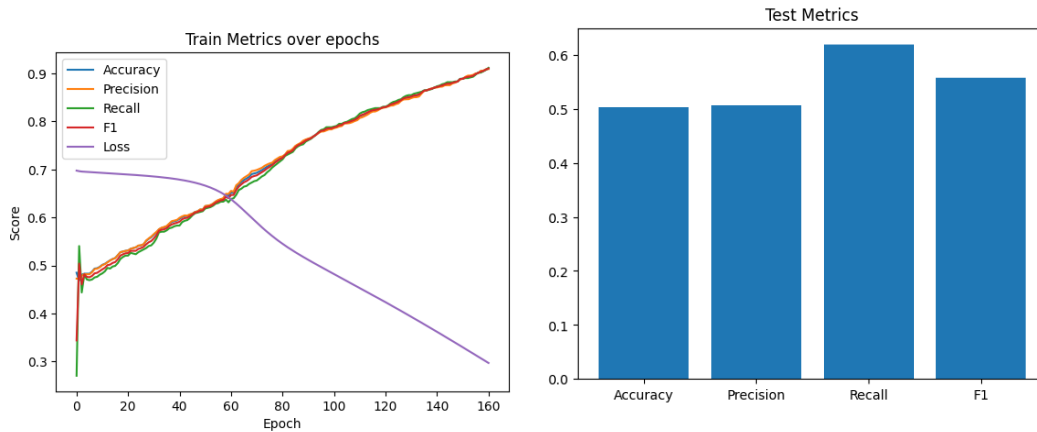 Train Metrics over epochs
Accuracy
Precision
Recall
F1
Loss
0.9
0.8
0.7
0.6
0.5
0.4
0.3
Score
0 20 40 60 80 100 120 140 160
Epoch
Test Metrics
0.6
0.5
0.4
0.3
0.2
0.1
0.0
Accuracy Precision Recall F1